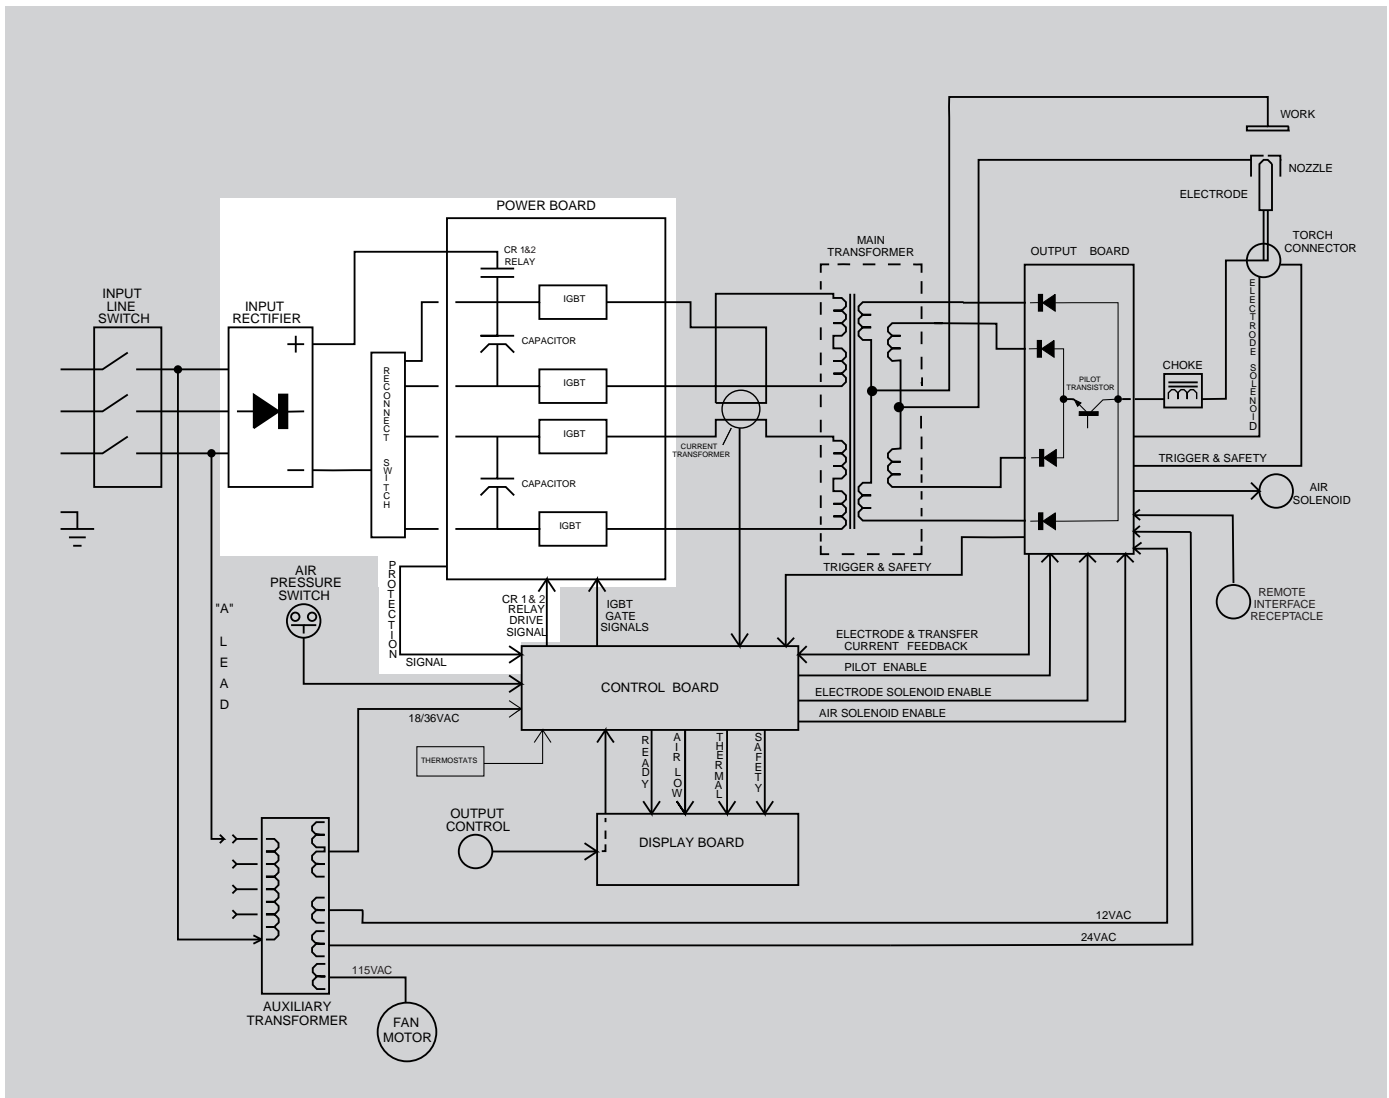 WORK
NOZZLE
ELECTRODE
POWER BOARD
TORCH
CONNECTOR
MAIN
TRANSFORMER
OUTPUT BOARD
CR 1&2
RELAY
INPUT
LINE
SWITCH
INPUT
RECTIFIER
+
−
IGBT
CAPACITOR
IGBT
IGBT
CAPACITOR
IGBT
RECONNECT SWITCH
CURRENT
TRANSFORMER
PILOT
TRANSISTOR
CHOKE
ELECTRODE SOLENOID
TRIGGER & SAFETY
AIR
SOLENOID
TRIGGER & SAFETY
AIR
PRESSURE
SWITCH
PROTECTION
SIGNAL
CR 1 & 2
RELAY
DRIVE
SIGNAL
IGBT
GATE
SIGNALS
REMOTE
INTERFACE
RECEPTACLE
"A"
LEAD
ELECTRODE & TRANSFER
CURRENT FEEDBACK
PILOT ENABLE
ELECTRODE SOLENOID ENABLE
AIR SOLENOID ENABLE
CONTROL BOARD
18/36VAC
THERMOSTATS
READY
AIR LOW
THERMAL
SAFETY
OUTPUT
CONTROL
DISPLAY BOARD
12VAC
24VAC
115VAC
AUXILIARY
TRANSFORMER
FAN
MOTOR